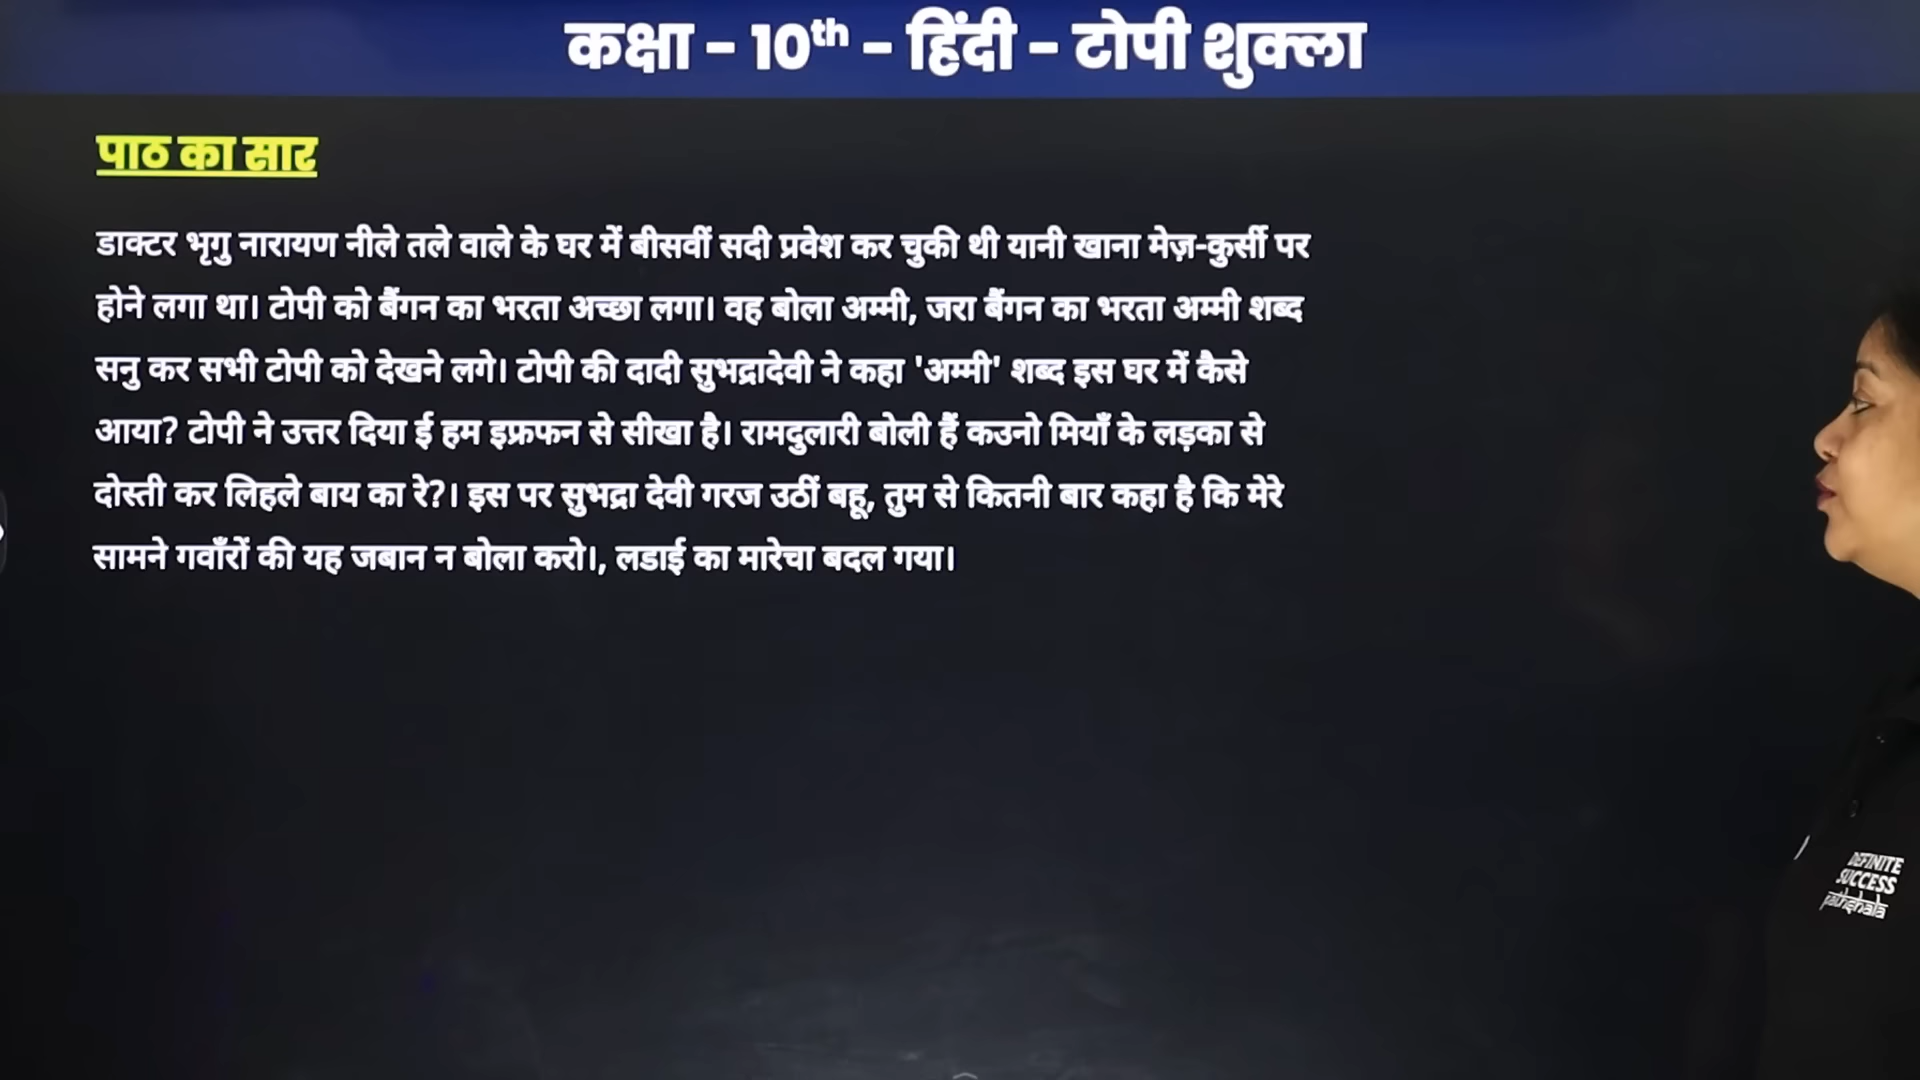 कक्षा - 10th - हिंदी - टोपी शुक्ला
पाठ का सार
डाक्टर भृगु नारायण नीले तले वाले के घर में बीसवीं सदी प्रवेश कर चुकी थी यानी खाना मेज़-कुर्सी पर
होने लगा था। टोपी को बैंगन का भरता अच्छा लगा। वह बोला अम्मी, जरा बैंगन का भरता अम्मी शब्द
सनु कर सभी टोपी को देखने लगे। टोपी की दादी सुभद्रादेवी ने कहा 'अम्मी' शब्द इस घर में कैसे
आया? टोपी ने उत्तर दिया ई हम इफ्रफन से सीखा है। रामदुलारी बोली हैं कउनो मियाँ के लड़का से
दोस्ती कर लिहले बाय का रे?। इस पर सुभद्रा देवी गरज उठीं बहू, तुम से कितनी बार कहा है कि मेरे
सामने गवाँरों की यह जबान न बोला करो।, लडाई का मारेचा बदल गया।
DEFINITE
SUCCESS
pathshala